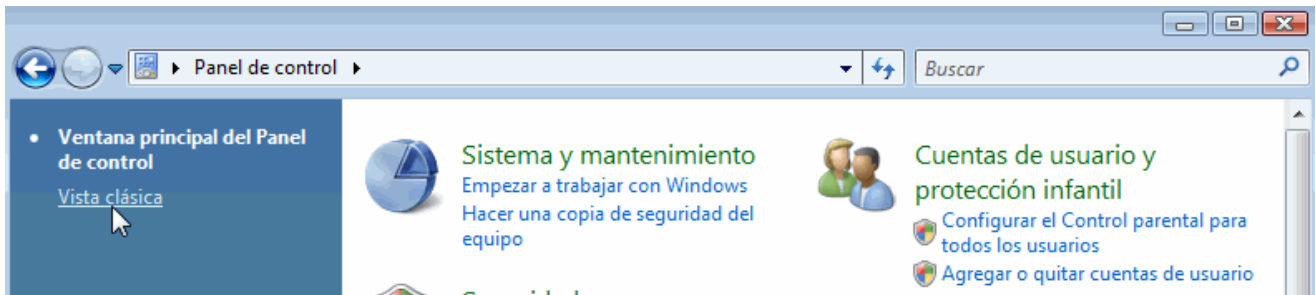 Panel de control
Buscar
Ventana principal del Panel
de control
Vista clásica
Sistema y mantenimiento
Empezar a trabajar con Windows
Hacer una copia de seguridad del
equipo
Cuentas de usuario y
protección infantil
Configurar el Control parental para
todos los usuarios
Agregar o quitar cuentas de usuario